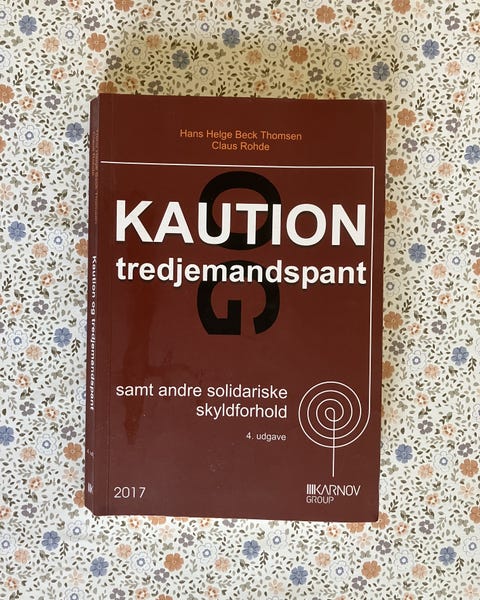 Hans Helge Beck Thomsen
Claus Rohde
KAUTION
OG
tredjemandspant
samt andre solidariske
skyldforhold
4. udgave
2017
KARNOV
GROUP
Kaution og tredjemandspant